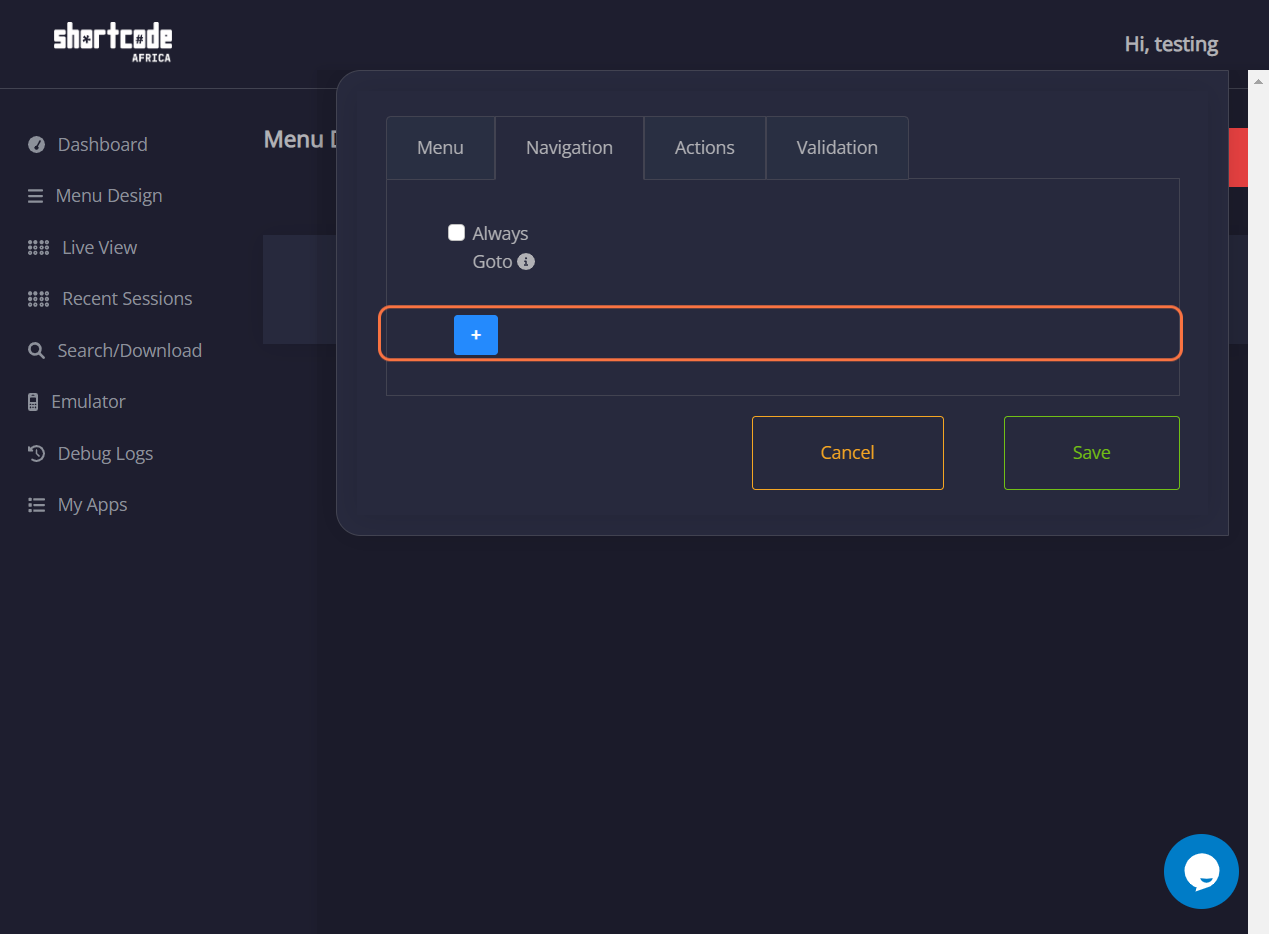 shortcode
AFRICA
Hi, testing
Dashboard
Menu Design
Live View
Recent Sessions
Search/Download
Emulator
Debug Logs
My Apps
Menu
Menu
Navigation
Actions
Validation
Always
Goto
+
Cancel
Save